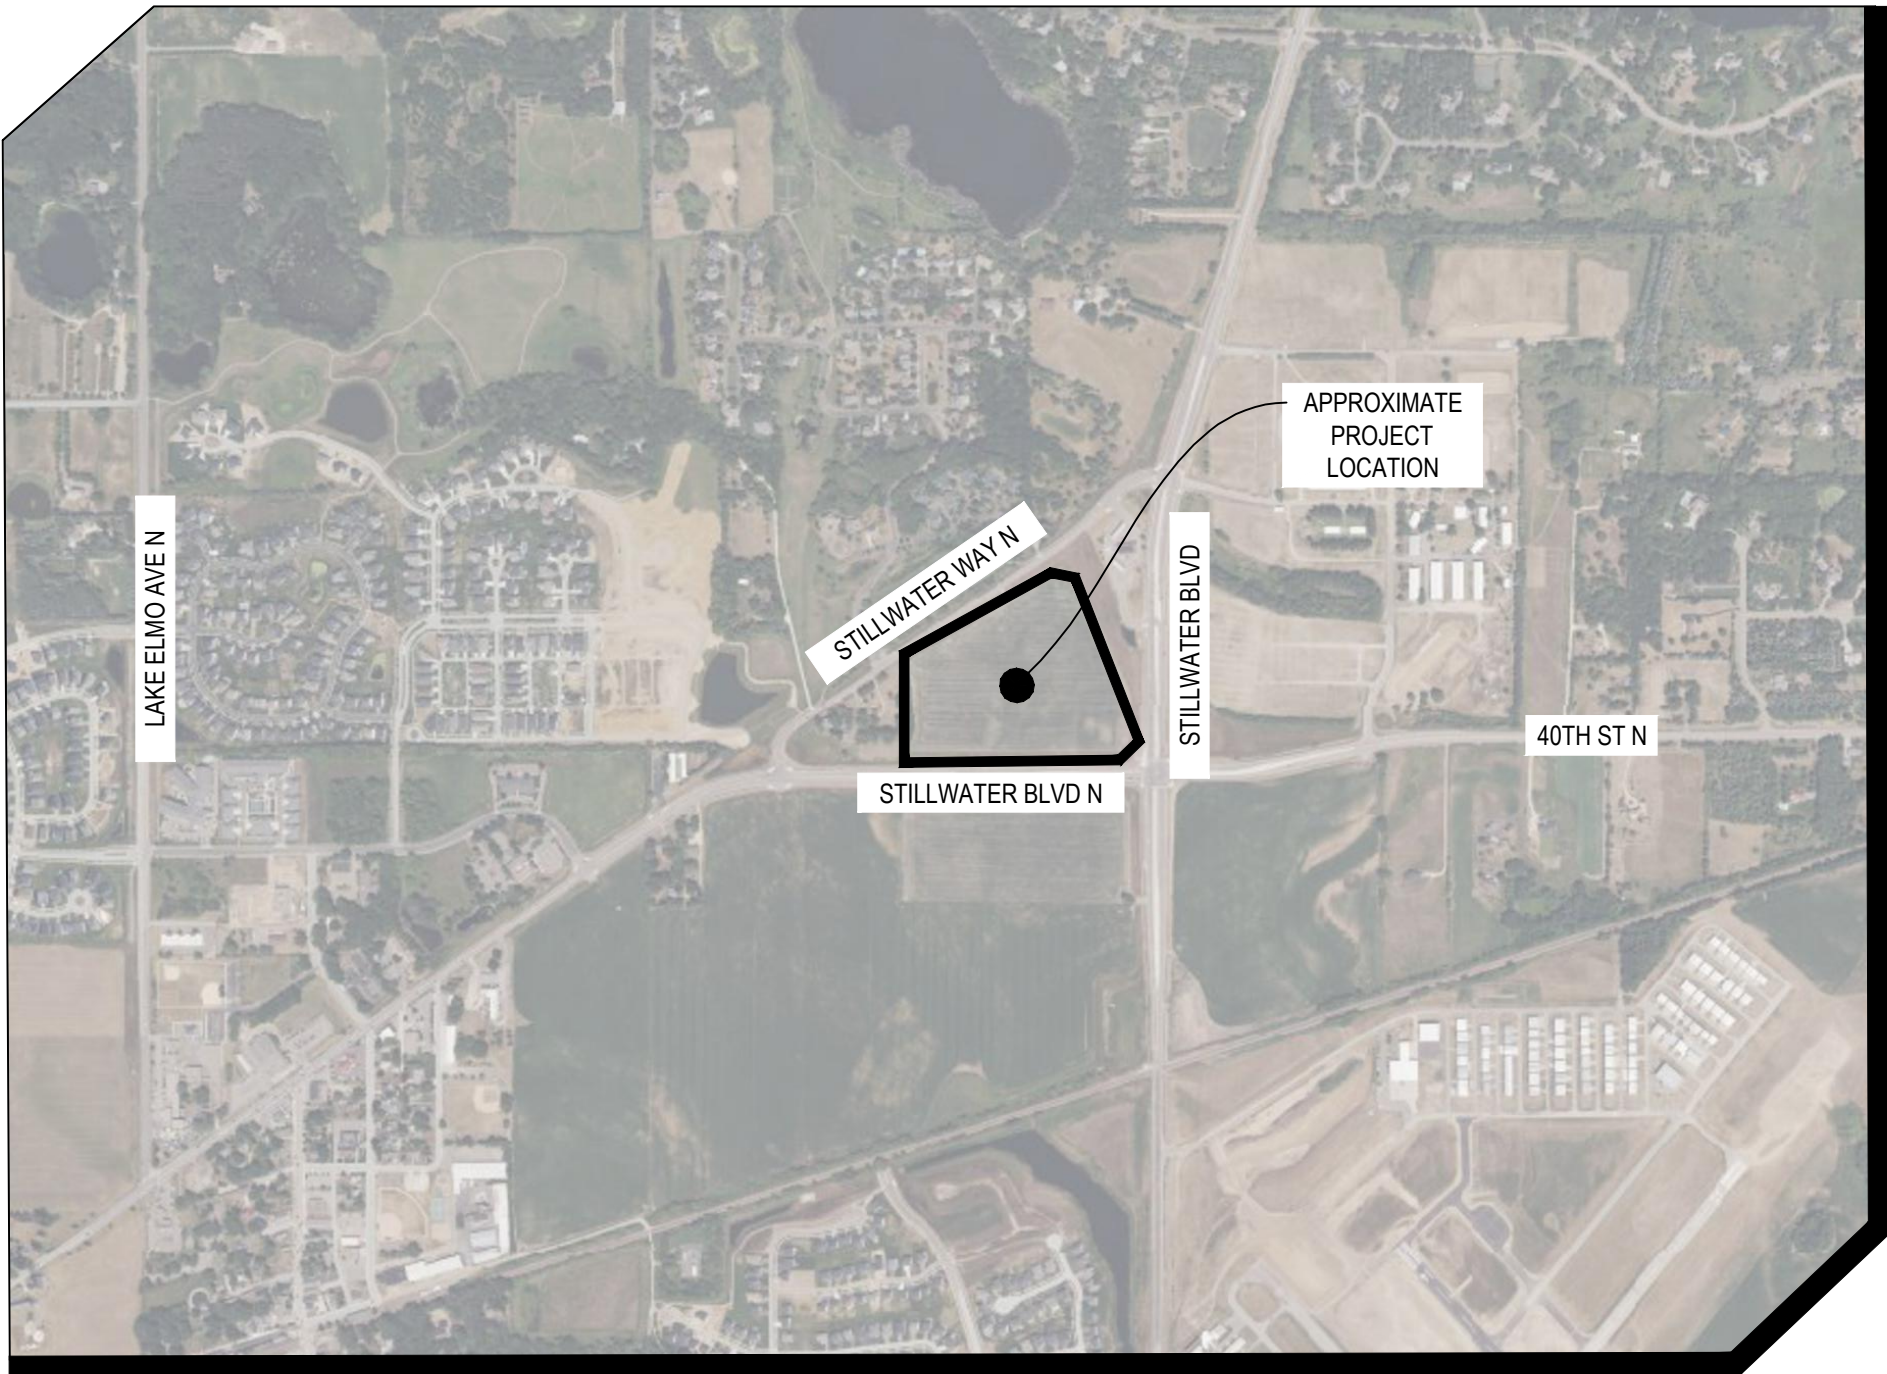 APPROXIMATE
PROJECT
LOCATION
LAKE ELMO AVE N
STILLWATER WAY N
STILLWATER BLVD
40TH ST N
STILLWATER BLVD N